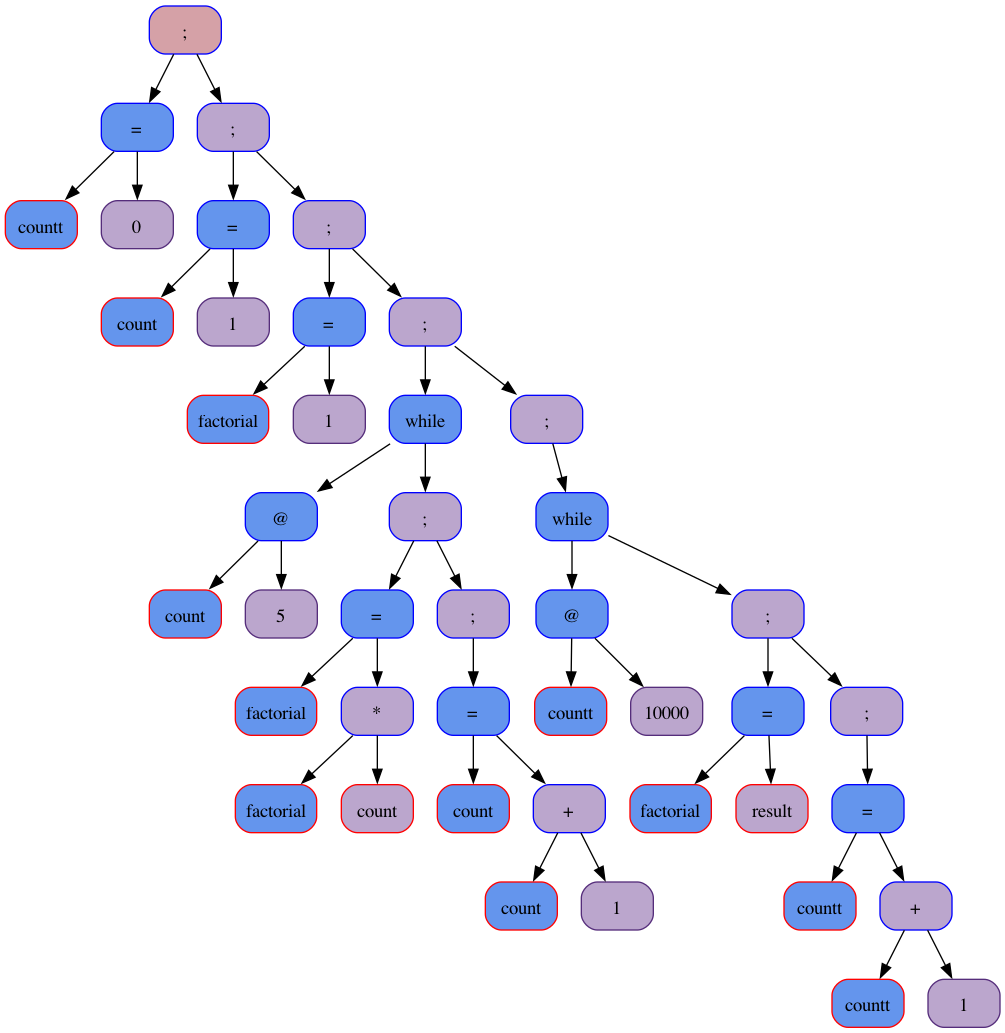 ;
= ;
countt 0 = ;
count 1 = ;
factorial 1 while ;
@ ; while
count 5 = ; @ ;
factorial * = countt 10000 = ;
factorial count count + factorial result =
count 1 countt +
countt 1